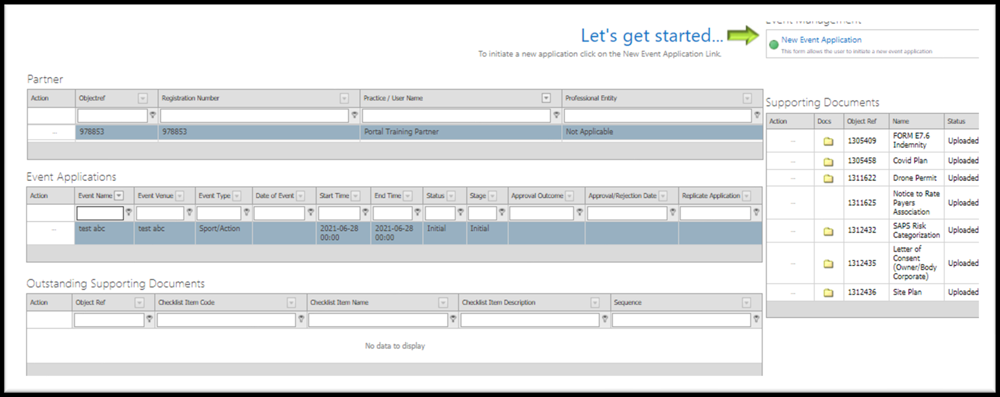 Event Management
Let's get started...
New Event Application
This form allows the user to initiate a new event application
To initiate a new application click on the New Event Application Link.
Partner
Action Objectref Registration Number Practice / User Name Professional Entity
... 978853 978853 Portal Training Partner Not Applicable
Event Applications
Action Event Name Event Venue Event Type Date of Event Start Time End Time Status Stage Approval Outcome Approval/Rejection Date Replicate Application
... test abc test abc Sport/Action 2021-06-28 2021-06-28 Initial Initial
00:00 00:00
Outstanding Supporting Documents
Action Object Ref Checklist Item Code Checklist Item Name Checklist Item Description Sequence
No data to display
Supporting Documents
Action Docs Object Ref Name Status
... 1305409 FORM E7.6 Uploaded
Indemnity
... 1305458 Covid Plan Uploaded
... 1311622 Drone Permit Uploaded
... 1311625 Notice to Rate Uploaded
Payers
Association
... 1312432 SAPS Risk Uploaded
Categorization
... 1312435 Letter of Uploaded
Consent
(Owner/Body
Corporate)
... 1312436 Site Plan Uploaded